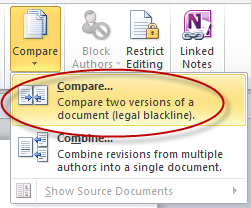 Compare
Block
Authors
Restrict
Editing
Linked
Notes
Compare...
Compare two versions of a
document (legal blackline).
Combine...
Combine revisions from multiple
authors into a single document.
Show Source Documents